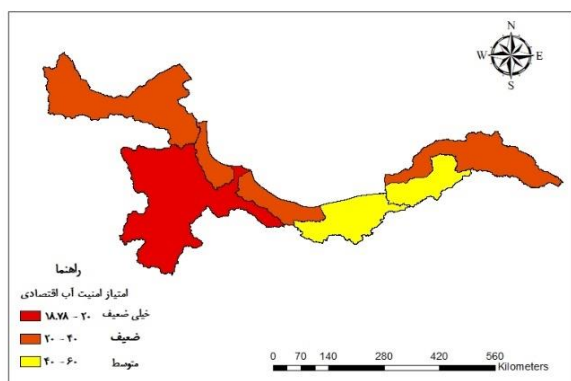 N
W E
S
راهنما
امتیاز امنیت آب اقتصادی
خیلی ضعیف ۲۰ - ۱۸.۷۸
ضعیف ۴۰ - ۲۰
متوسط ۶۰ - ۴۰
0 70 140 280 420 560
Kilometers